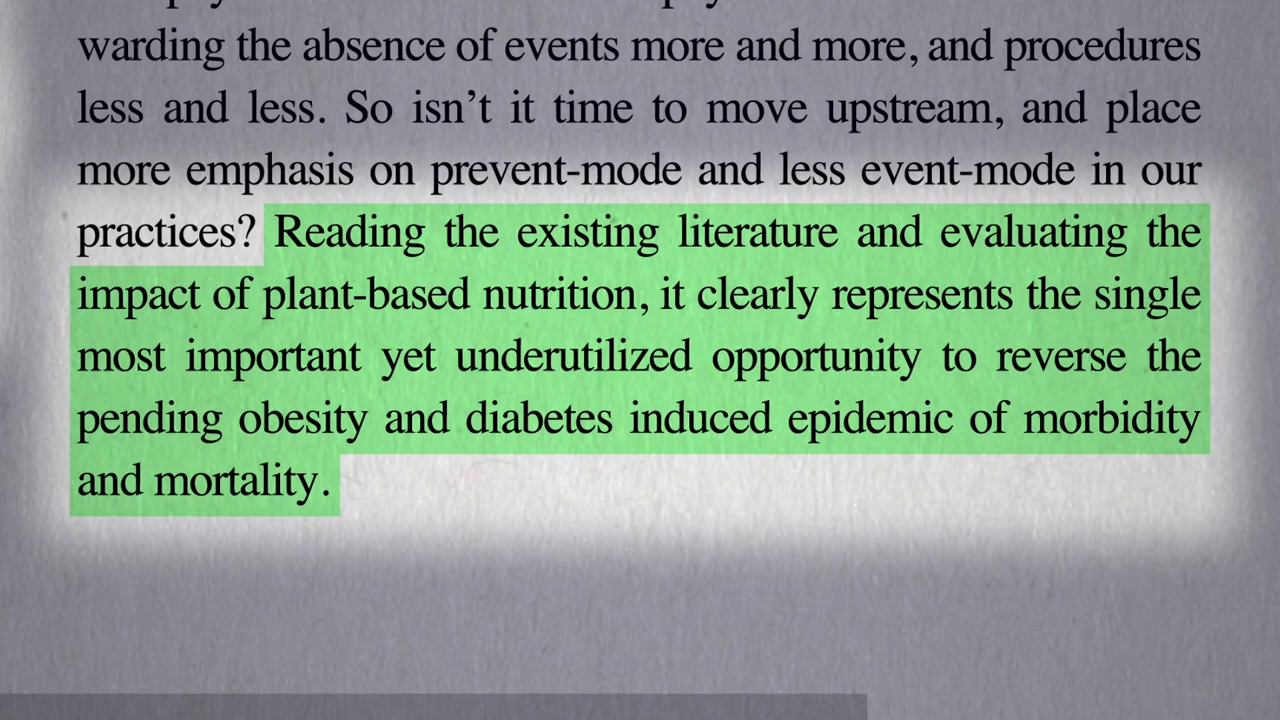 warding the absence of events more and more, and procedures
less and less. So isn’t it time to move upstream, and place
more emphasis on prevent-mode and less event-mode in our
practices? Reading the existing literature and evaluating the
impact of plant-based nutrition, it clearly represents the single
most important yet underutilized opportunity to reverse the
pending obesity and diabetes induced epidemic of morbidity
and mortality.